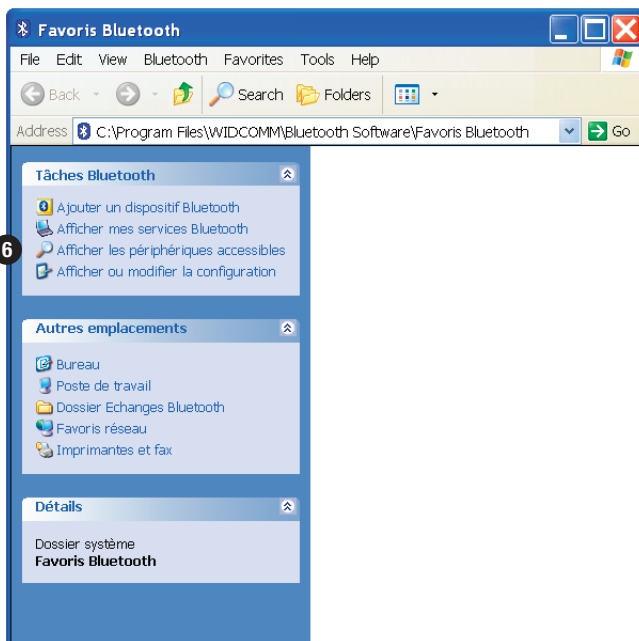 Favoris Bluetooth
File Edit View Bluetooth Favorites Tools Help
Back Search Folders
Address C:\Program Files\WIDCOMM\Bluetooth Software\Favoris Bluetooth Go
Tâches Bluetooth
Ajouter un dispositif Bluetooth
Afficher mes services Bluetooth
6 Afficher les périphériques accessibles
Afficher ou modifier la configuration
Autres emplacements
Bureau
Poste de travail
Dossier Echanges Bluetooth
Favoris réseau
Imprimantes et fax
Détails
Dossier système
Favoris Bluetooth